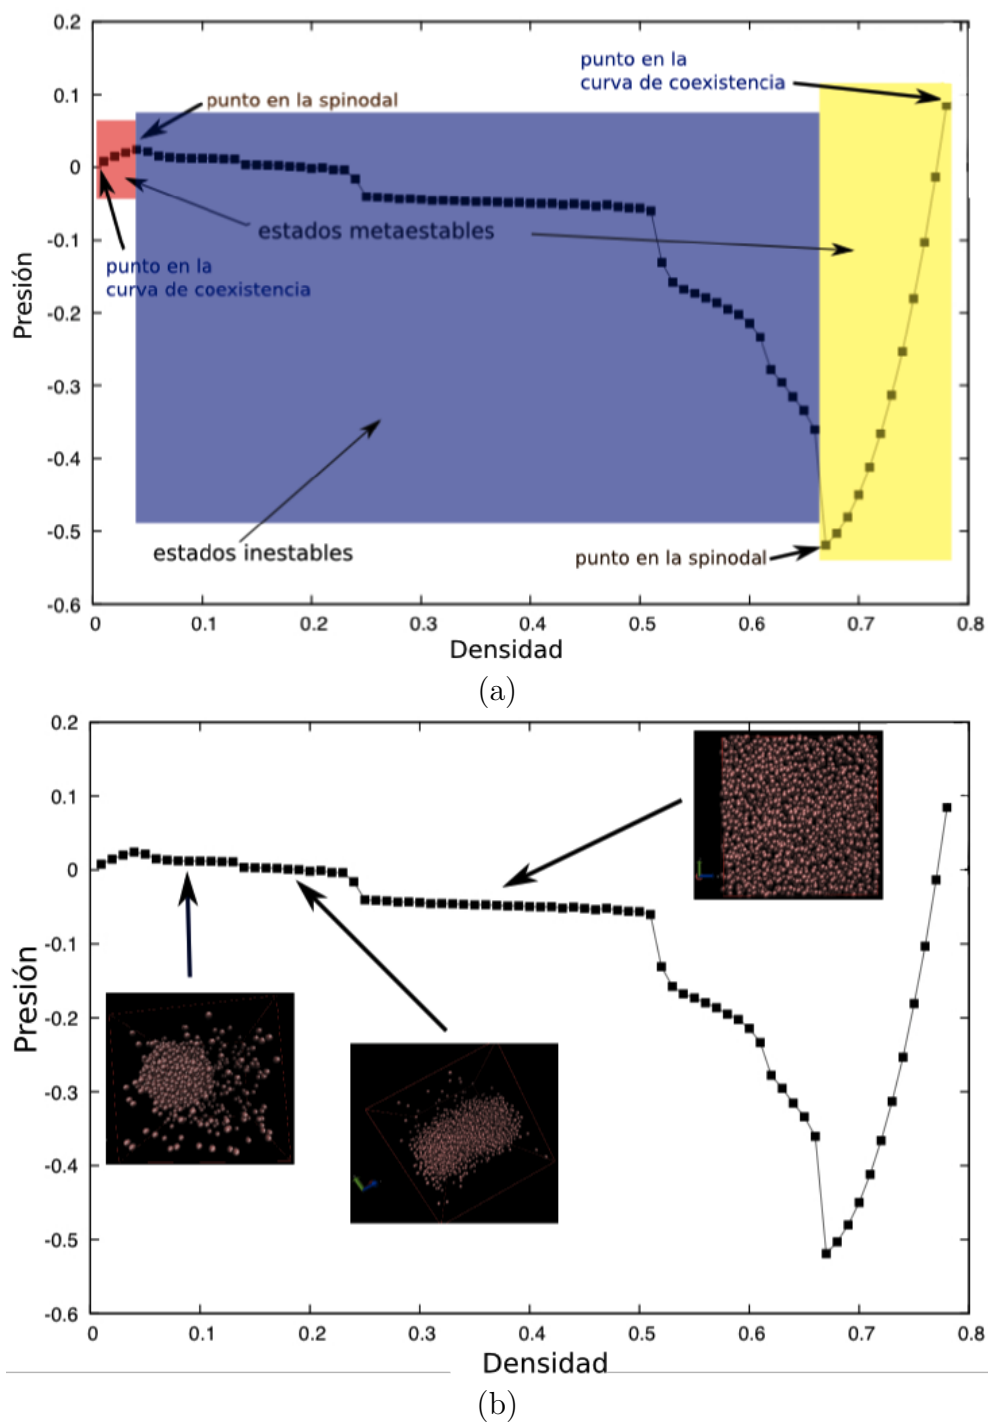 0.2
punto en la
curva de coexistencia
0.1
punto en la spinodal
0
estados metaestables
-0.1
punto en la
curva de coexistencia
Presión
-0.2
-0.3
-0.4
-0.5
estados inestables
punto en la spinodal
-0.6
0 0.1 0.2 0.3 0.4 0.5 0.6 0.7 0.8
Densidad
(a)
0.2
0.1
0
-0.1
Presión
-0.2
-0.3
-0.4
-0.5
-0.6
0 0.1 0.2 0.3 0.4 0.5 0.6 0.7 0.8
Densidad
(b)